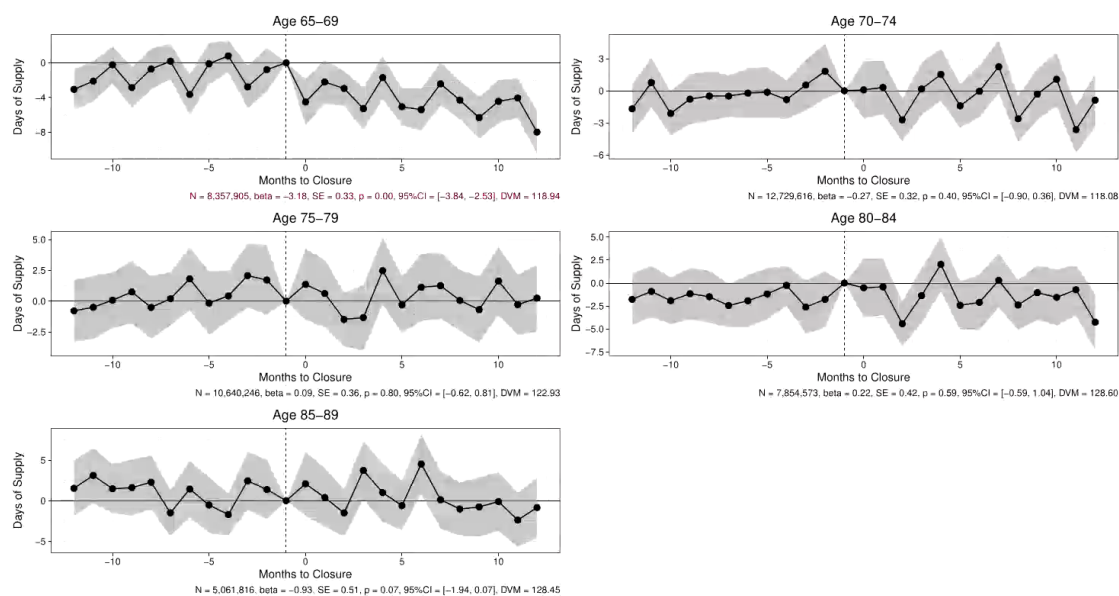 Age 65−69
Days of Supply
0
−4
−8
−10
−5
0
5
10
Months to Closure
N = 8,357,905, beta = −3.18, SE = 0.33, p = 0.00, 95%CI = [−3.84, −2.53], DVM = 118.94
Age 70−74
Days of Supply
3
0
−3
−6
−10
−5
0
5
10
Months to Closure
N = 12,729,616, beta = −0.27, SE = 0.32, p = 0.40, 95%CI = [−0.90, 0.36], DVM = 118.08
Age 75−79
Days of Supply
5.0
2.5
0.0
−2.5
−10
−5
0
5
10
Months to Closure
N = 10,640,246, beta = 0.09, SE = 0.36, p = 0.80, 95%CI = [−0.62, 0.81], DVM = 122.93
Age 80−84
Days of Supply
5.0
2.5
0.0
−2.5
−5.0
−7.5
−10
−5
0
5
10
Months to Closure
N = 7,854,573, beta = 0.22, SE = 0.42, p = 0.59, 95%CI = [−0.59, 1.04], DVM = 128.60
Age 85−89
Days of Supply
5
0
−5
−10
−5
0
5
10
Months to Closure
N = 5,061,816, beta = −0.93, SE = 0.51, p = 0.07, 95%CI = [−1.94, 0.07], DVM = 128.45